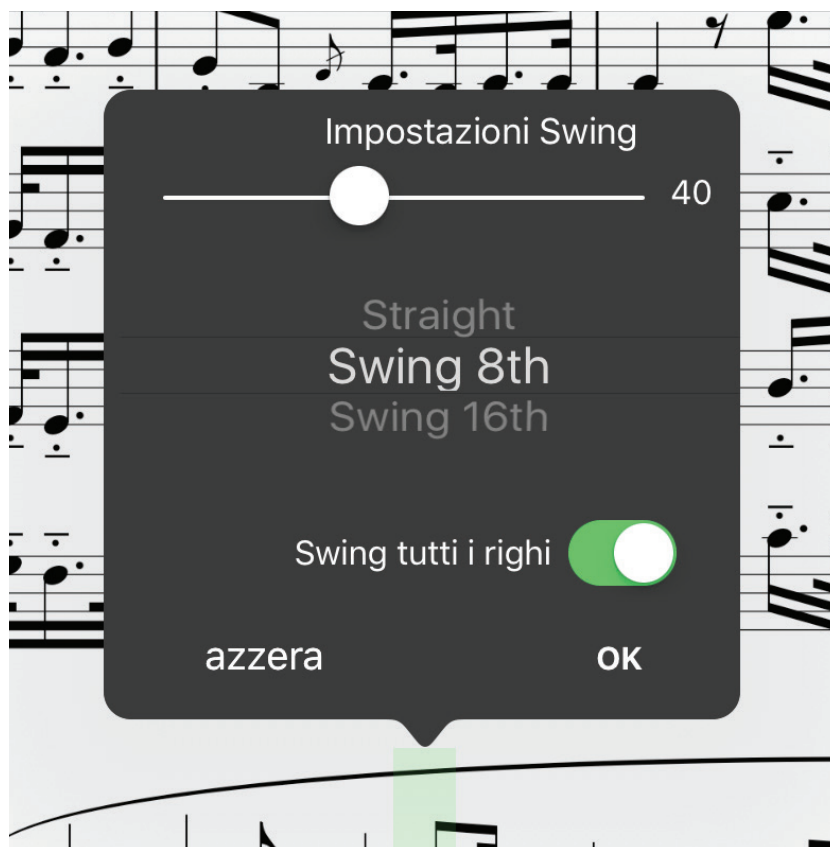 Impostazioni Swing
40
Straight
Swing 8th
Swing 16th
Swing tutti i righi
azzera OK